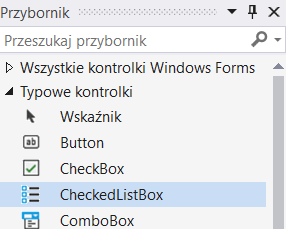 Przybornik
Przeszukaj przybornik
Wszystkie kontrolki Windows Forms
Typowe kontrolki
Wskaźnik
ab
Button
CheckBox
CheckedListBox
ComboBox